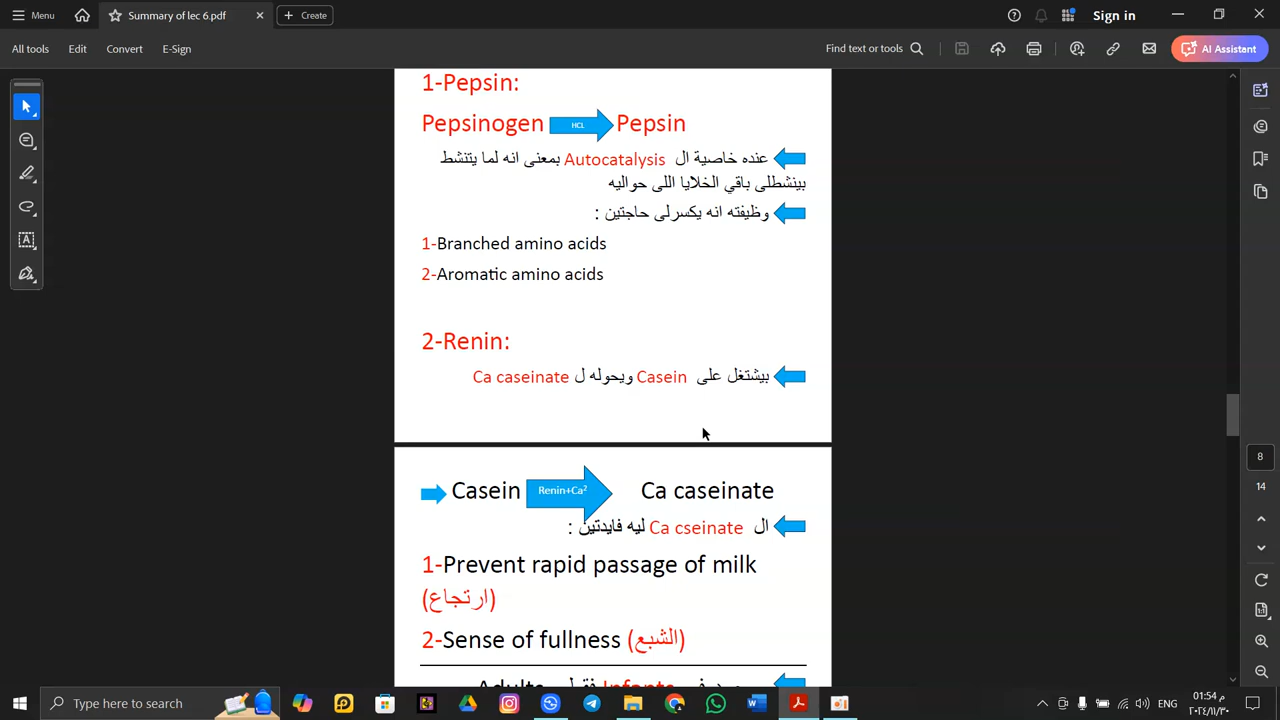 Menu
Summary of lec 6.pdf
Create
Sign in
All tools
Edit
Convert
E-Sign
Find text or tools
AI Assistant
1-Pepsin:
Pepsinogen HCL Pepsin
عنده خاصية ال Autocatalysis بمعنى انه لما يتنشط
بينشطلى باقي الخلايا اللى حواليه
وظيفته انه يكسرلى حاجتين :
1-Branched amino acids
2-Aromatic amino acids
2-Renin:
بيشتغل على Casein ويحوله ل Ca caseinate
Casein Renin+Ca² Ca caseinate
ال Ca cseinate ليه فايدتين :
1-Prevent rapid passage of milk
(ارتجاع)
2-Sense of fullness (الشبع)
8
14
Type here to search
ENG
01:54 م